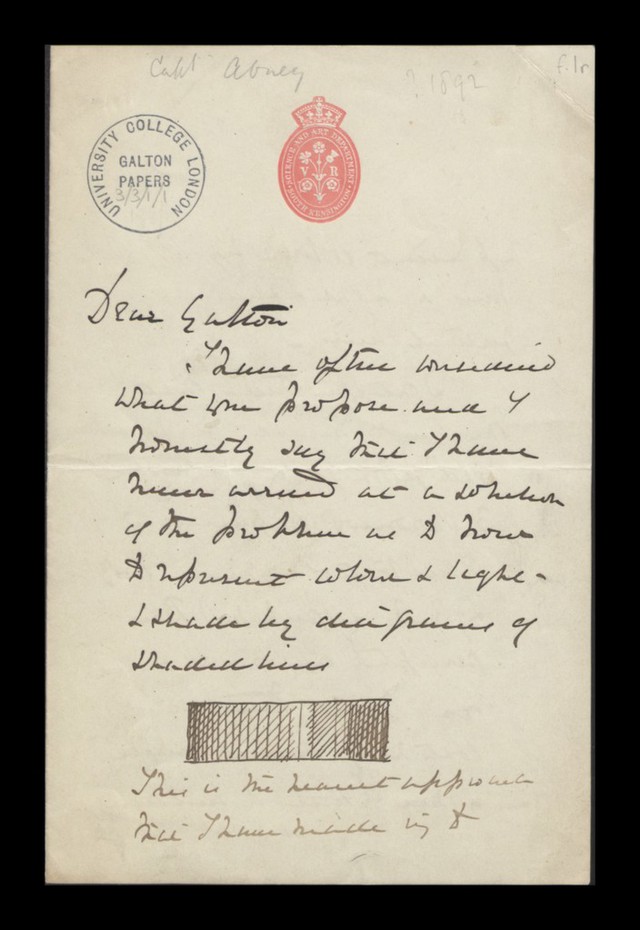 Capt Abney
? 1892
f.1r
UNIVERSITY COLLEGE LONDON
GALTON
PAPERS
3/3/1/1
SCIENCE AND ART DEPARTMENT
SOUTH KENSINGTON
V R
Dear Galton
I have often considered
what you propose and I
honestly say that I have
never arrived at a solution
of the problem as to how
to represent colour & light
& shade by diagrams of
shaded lines
This is the nearest approach
that I have made by to